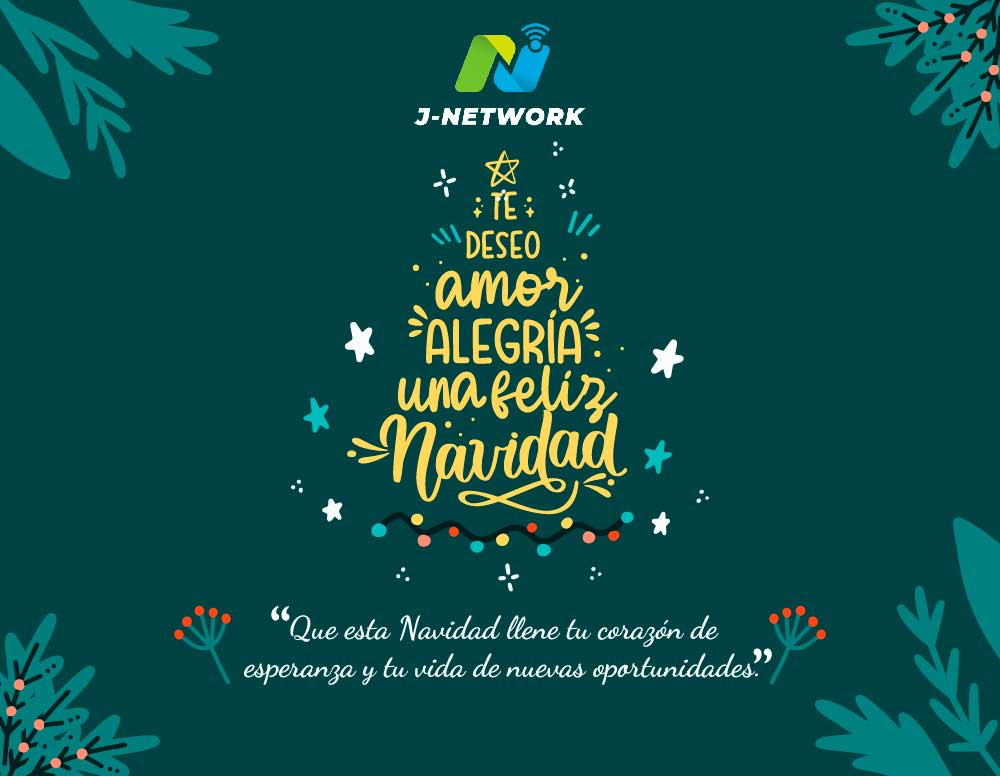 J-NETWORK
TE
DESEO
amor
ALEGRÍA
una feliz
Navidad
“Que esta Navidad llene tu corazón de
esperanza y tu vida de nuevas oportunidades.”